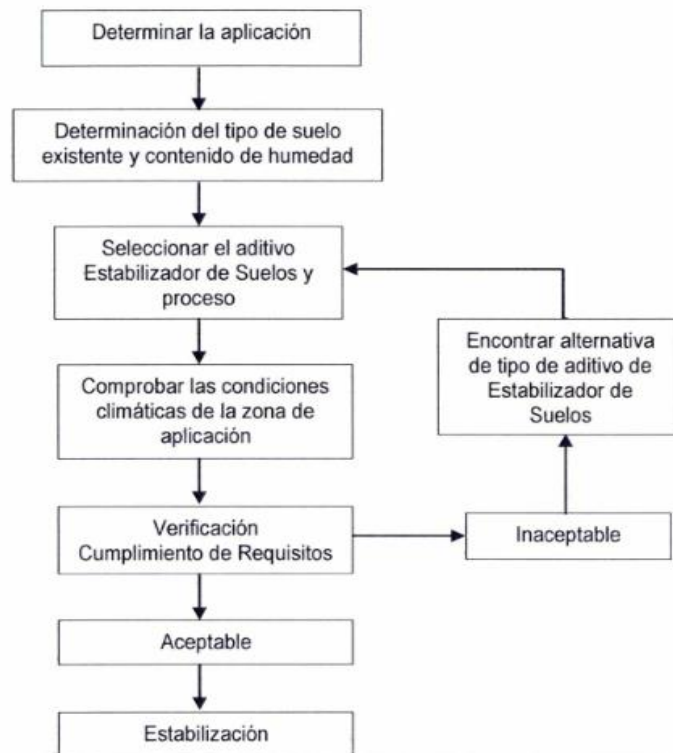 Determinar la aplicación
Determinación del tipo de suelo
existente y contenido de humedad
Seleccionar el aditivo
Estabilizador de Suelos y
proceso
Encontrar alternativa
de tipo de aditivo de
Estabilizador de
Suelos
Comprobar las condiciones
climáticas de la zona de
aplicación
Verificación
Cumplimiento de Requisitos
Inaceptable
Aceptable
Estabilización